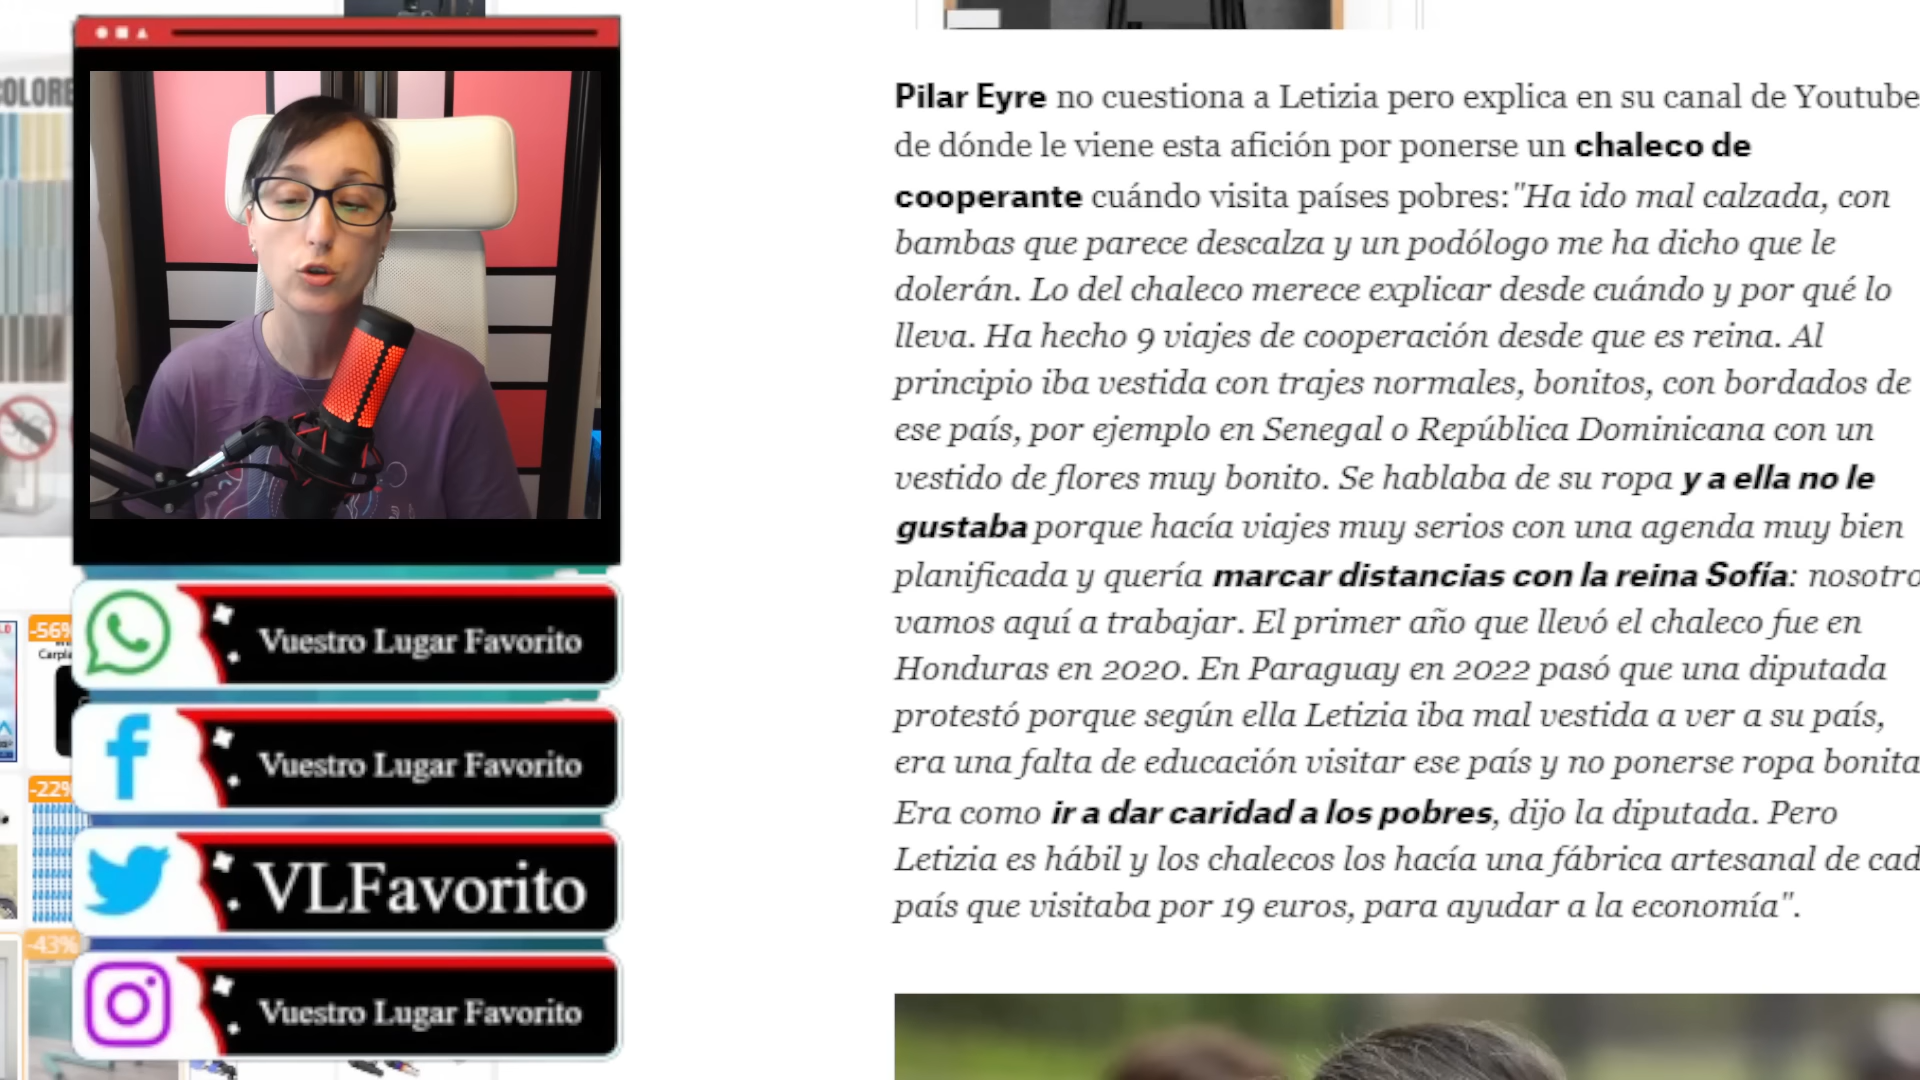 COLORE
-56%
Carpla
-22%
-43%
Vuestro Lugar Favorito
Vuestro Lugar Favorito
VLFavorito
Vuestro Lugar Favorito
Pilar Eyre no cuestiona a Letizia pero explica en su canal de Youtube
de dónde le viene esta afición por ponerse un chaleco de
cooperante cuándo visita países pobres:"Ha ido mal calzada, con
bambas que parece descalza y un podólogo me ha dicho que le
dolerán. Lo del chaleco merece explicar desde cuándo y por qué lo
lleva. Ha hecho 9 viajes de cooperación desde que es reina. Al
principio iba vestida con trajes normales, bonitos, con bordados de
ese país, por ejemplo en Senegal o República Dominicana con un
vestido de flores muy bonito. Se hablaba de su ropa y a ella no le
gustaba porque hacía viajes muy serios con una agenda muy bien
planificada y quería marcar distancias con la reina Sofía: nosotro
vamos aquí a trabajar. El primer año que llevó el chaleco fue en
Honduras en 2020. En Paraguay en 2022 pasó que una diputada
protestó porque según ella Letizia iba mal vestida a ver a su país,
era una falta de educación visitar ese país y no ponerse ropa bonita
Era como ir a dar caridad a los pobres, dijo la diputada. Pero
Letizia es hábil y los chalecos los hacía una fábrica artesanal de cad
país que visitaba por 19 euros, para ayudar a la economía".